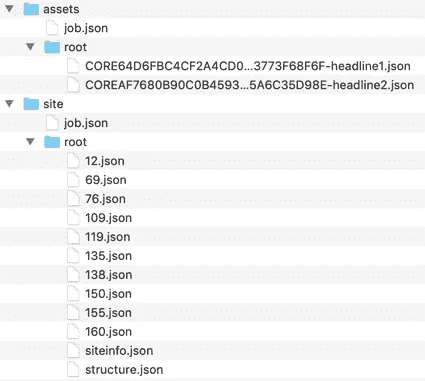 assets
job.json
root
CORE64D6FBC4CF2A4CD0...3773F68F6F-headline1.json
COREAF7680B90C0B4593...5A6C35D98E-headline2.json
site
job.json
root
12.json
69.json
76.json
109.json
119.json
135.json
138.json
150.json
155.json
160.json
siteinfo.json
structure.json